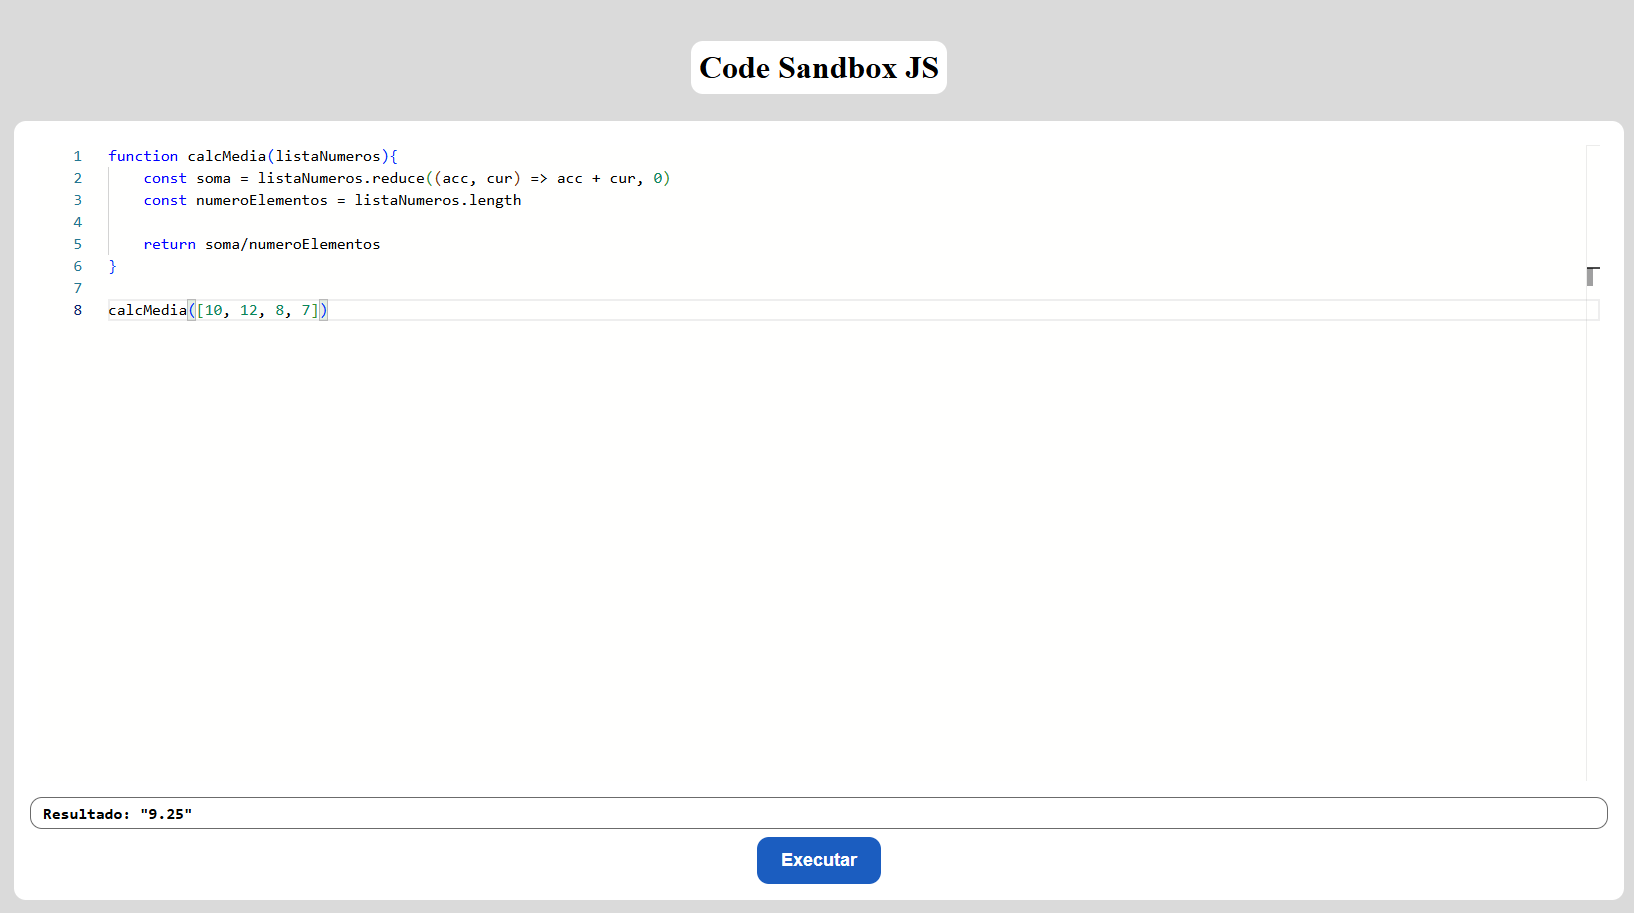 Code Sandbox JS
1 function calcMedia(listaNumeros){
2     const soma = listaNumeros.reduce((acc, cur) => acc + cur, 0)
3     const numeroElementos = listaNumeros.length
4
5     return soma/numeroElementos
6 }
7
8 calcMedia([10, 12, 8, 7])
Resultado: "9.25"
Executar